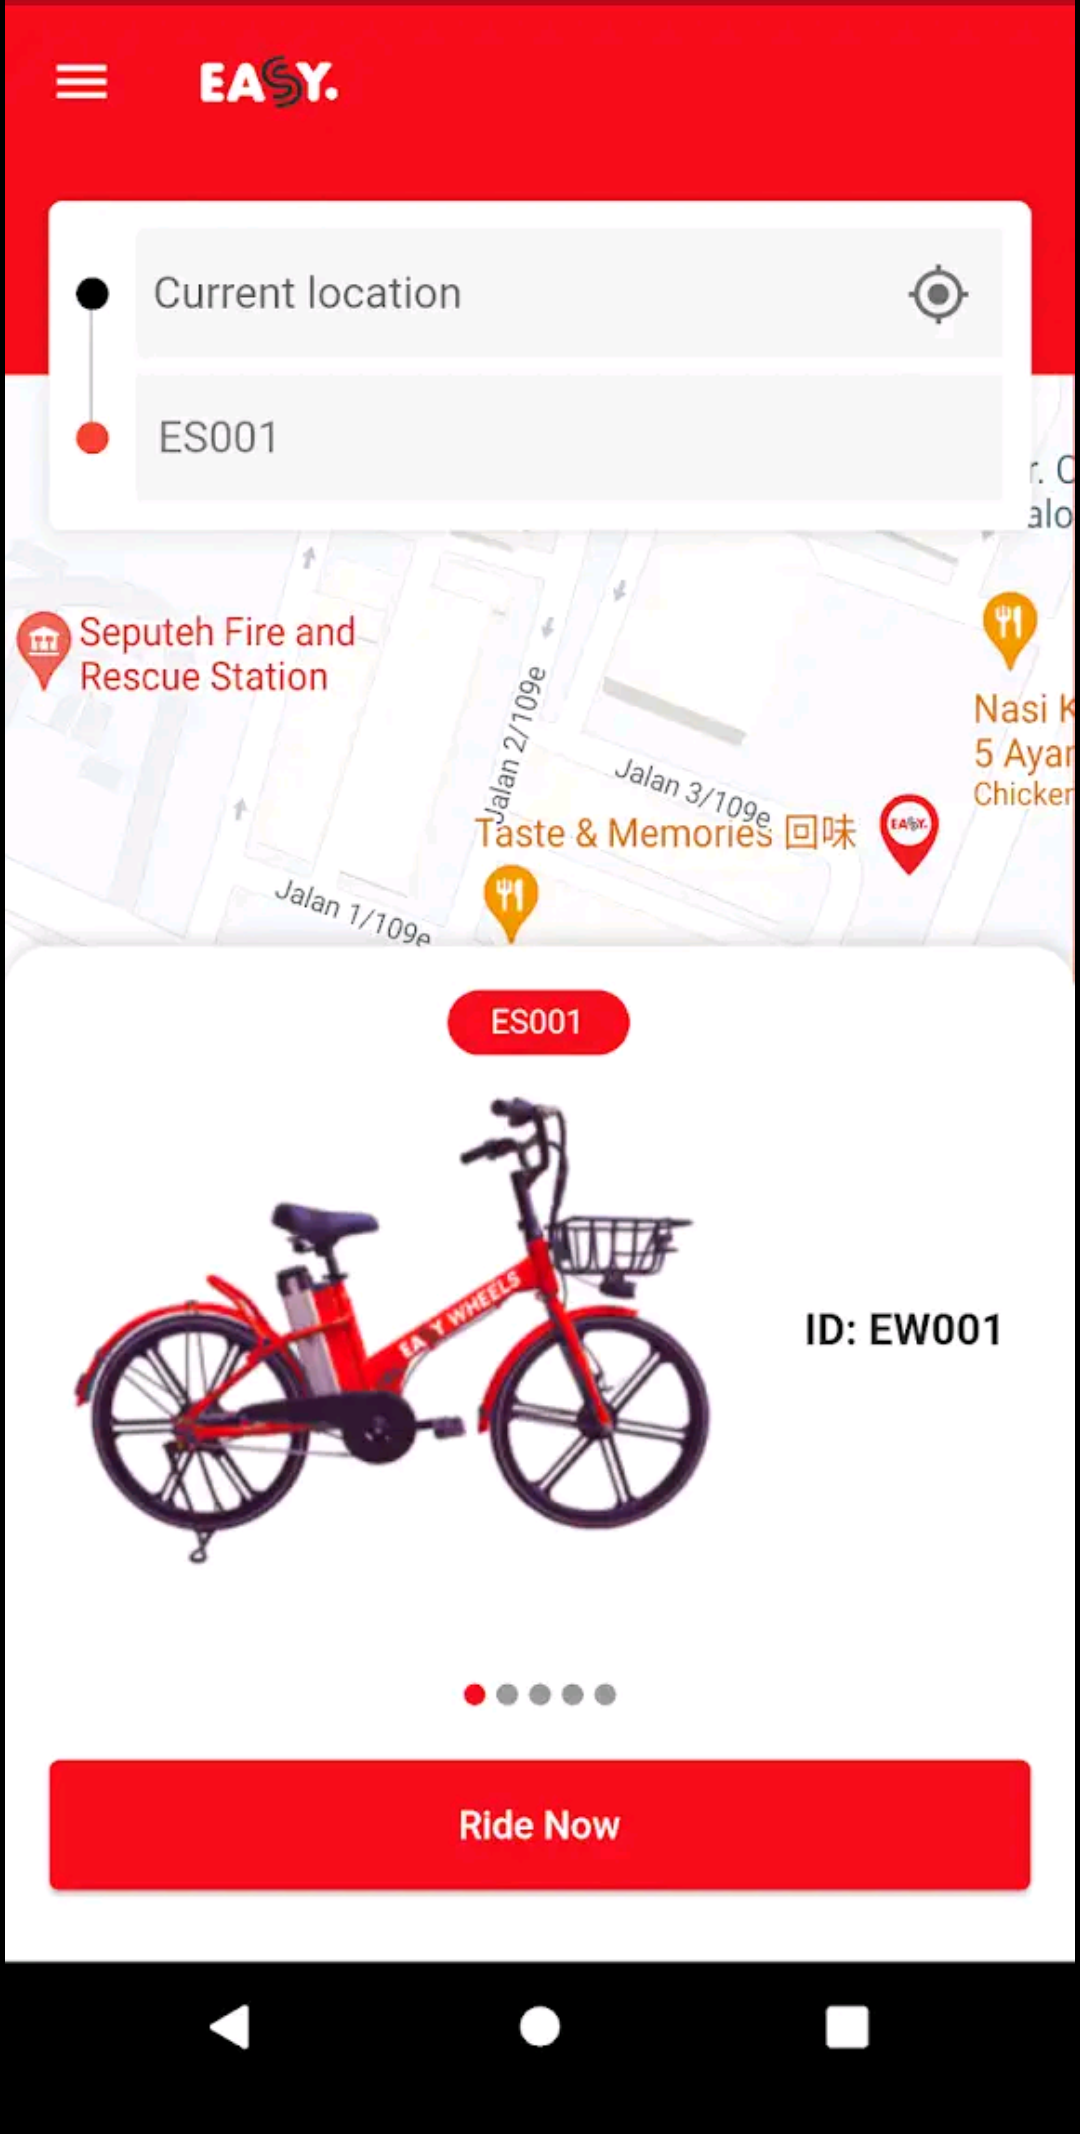 EASY.
Current location
ES001
r. C
alo
Seputeh Fire and
Rescue Station
Jalan 2/109e
Nasi K
5 Ayar
Chicken
Jalan 3/109e
EASY.
Taste & Memories 回味
Jalan 1/109e
ES001
EASY WHEELS
ID: EW001
Ride Now